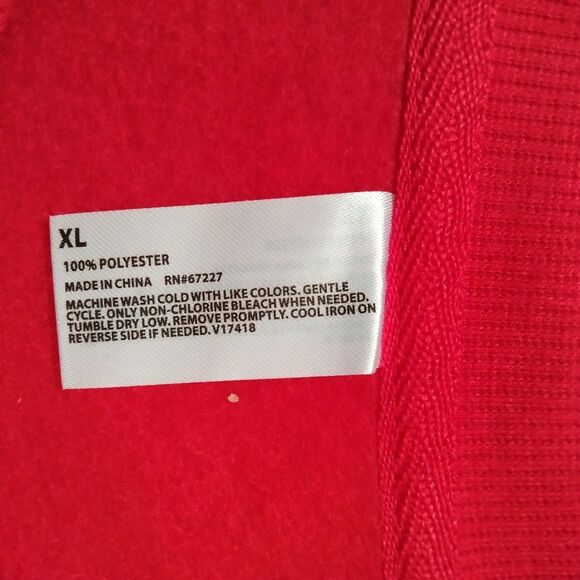 XL
100% POLYESTER
MADE IN CHINA RN#67227
MACHINE WASH COLD WITH LIKE COLORS. GENTLE
CYCLE. ONLY NON-CHLORINE BLEACH WHEN NEEDED.
TUMBLE DRY LOW. REMOVE PROMPTLY. COOL IRON ON
REVERSE SIDE IF NEEDED. V17418